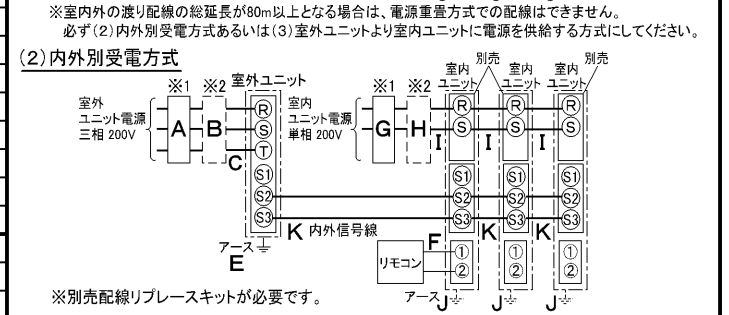 ※室内外の渡り配線の総延長が80m以上となる場合は、電源重畳方式での配線はできません。
必ず(2)内外別受電方式あるいは(3)室外ユニットより室内ユニットに電源を供給する方式にしてください。
(2)内外別受電方式
※1 ※2 室外ユニット
室外
ユニット電源
三相 200V
A B C
R
S
T
S1
S2
S3
アース
E
K 内外信号線
※1 ※2
室内
ユニット電源
単相 200V
G H
室内
ユニット
別売
室内
ユニット
室内
ユニット
別売
R R R
S S S
I I I
S1 S1 S1
S2 S2 S2
S3 S3 S3
K K
リモコン
F
① ① ①
② ② ②
アース J J J
※別売配線リプレースキットが必要です。